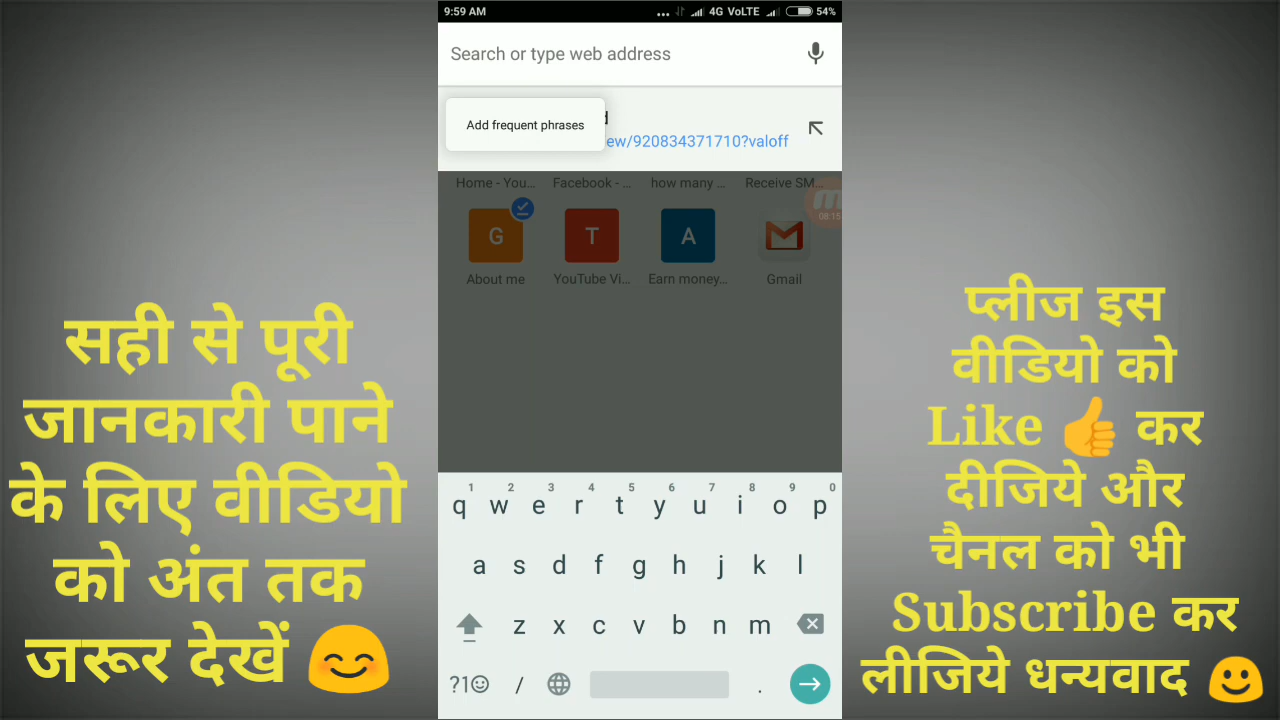 9:59 AM
4G VoLTE 54%
Search or type web address
Add frequent phrases
ew/920834371710?valoff
Home - You... Facebook - ... how many ... Receive SM...
08:15
G T A
About me YouTube Vi... Earn money... Gmail
सही से पूरी
जानकारी पाने
के लिए वीडियो
को अंत तक
जरूर देखें 😊
प्लीज इस
वीडियो को
Like 👍 कर
दीजिये और
चैनल को भी
Subscribe कर
लीजिये धन्यवाद 🙂
1 2 3 4 5 6 7 8 9 0
q w e r t y u i o p
a s d f g h j k l
z x c v b n m
?1☺ / .